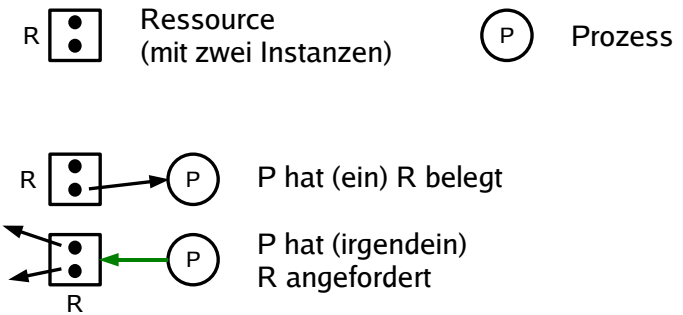 R
Ressource
(mit zwei Instanzen)
P
Prozess
R
P
P hat (ein) R belegt
P
P hat (irgendein)
R angefordert
R